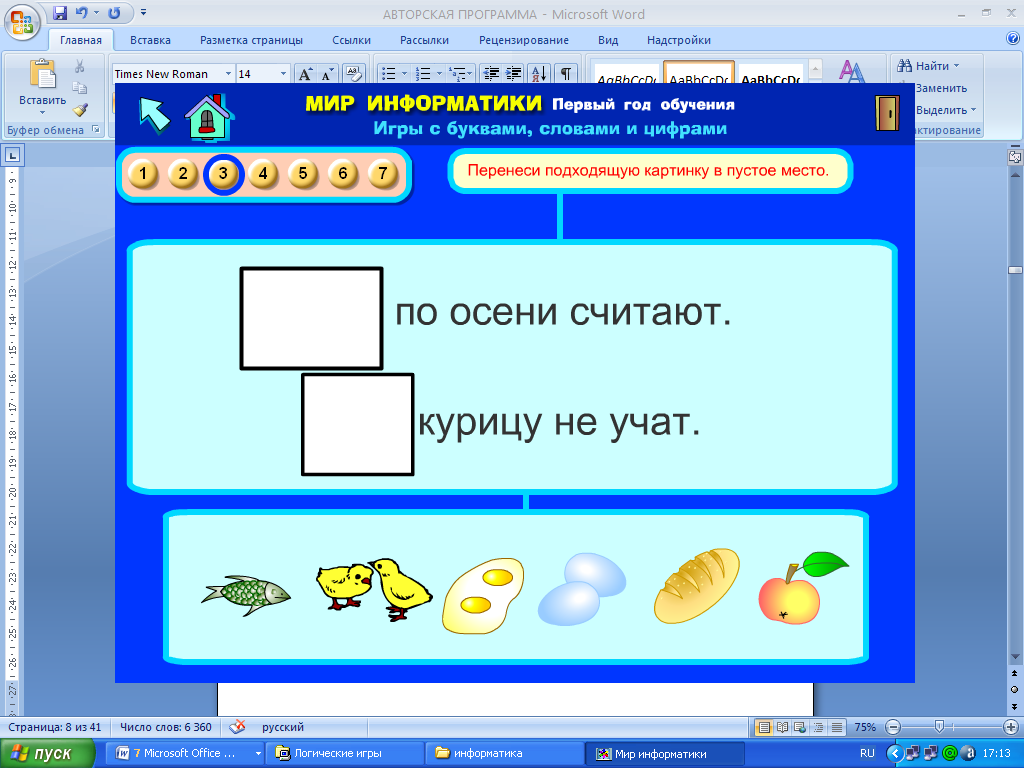 АВТОРСКАЯ ПРОГРАММА - Microsoft Word
Главная Вставка Разметка страницы Ссылки Рассылки Рецензирование Вид Надстройки
Вставить
Буфер обмена
Times New Roman 14
AaBbCcDc AaBbCcDc AaBbCcDc
Найти
Заменить
Выделить
МИР ИНФОРМАТИКИ Первый год обучения
Игры с буквами, словами и цифрами
1 2 3 4 5 6 7
Перенеси подходящую картинку в пустое место.
по осени считают.
курицу не учат.
Страница: 8 из 41 Число слов: 6 360 русский 75%
пуск 7 Microsoft Office ... Логические игры информатика Мир информатики RU 17:13